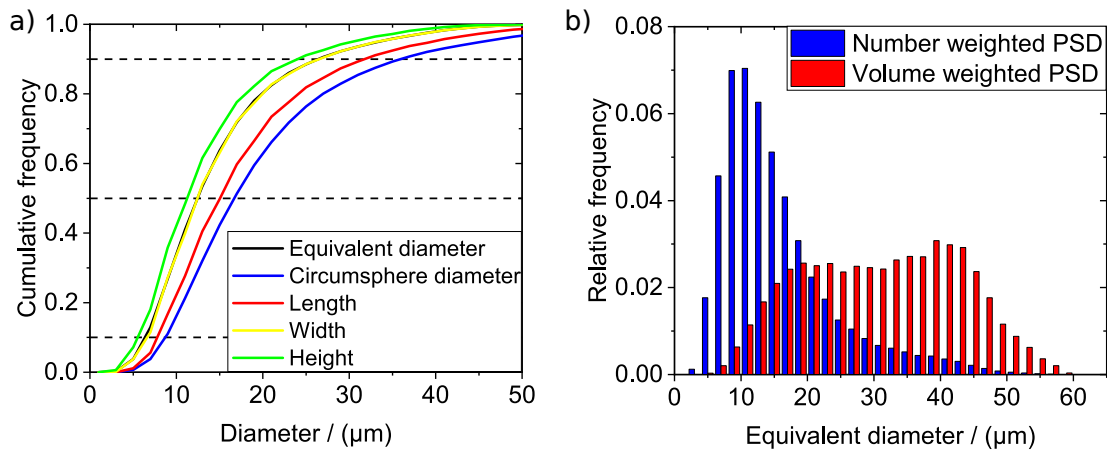 a)
1.0
0.8
0.6
0.4
0.2
0.0
Cumulative frequency
0
10
20
30
40
50
Diameter / (µm)
Equivalent diameter
Circumsphere diameter
Length
Width
Height
b)
0.08
0.06
0.04
0.02
0.00
Relative frequency
0
10
20
30
40
50
60
Equivalent diameter / (µm)
Number weighted PSD
Volume weighted PSD